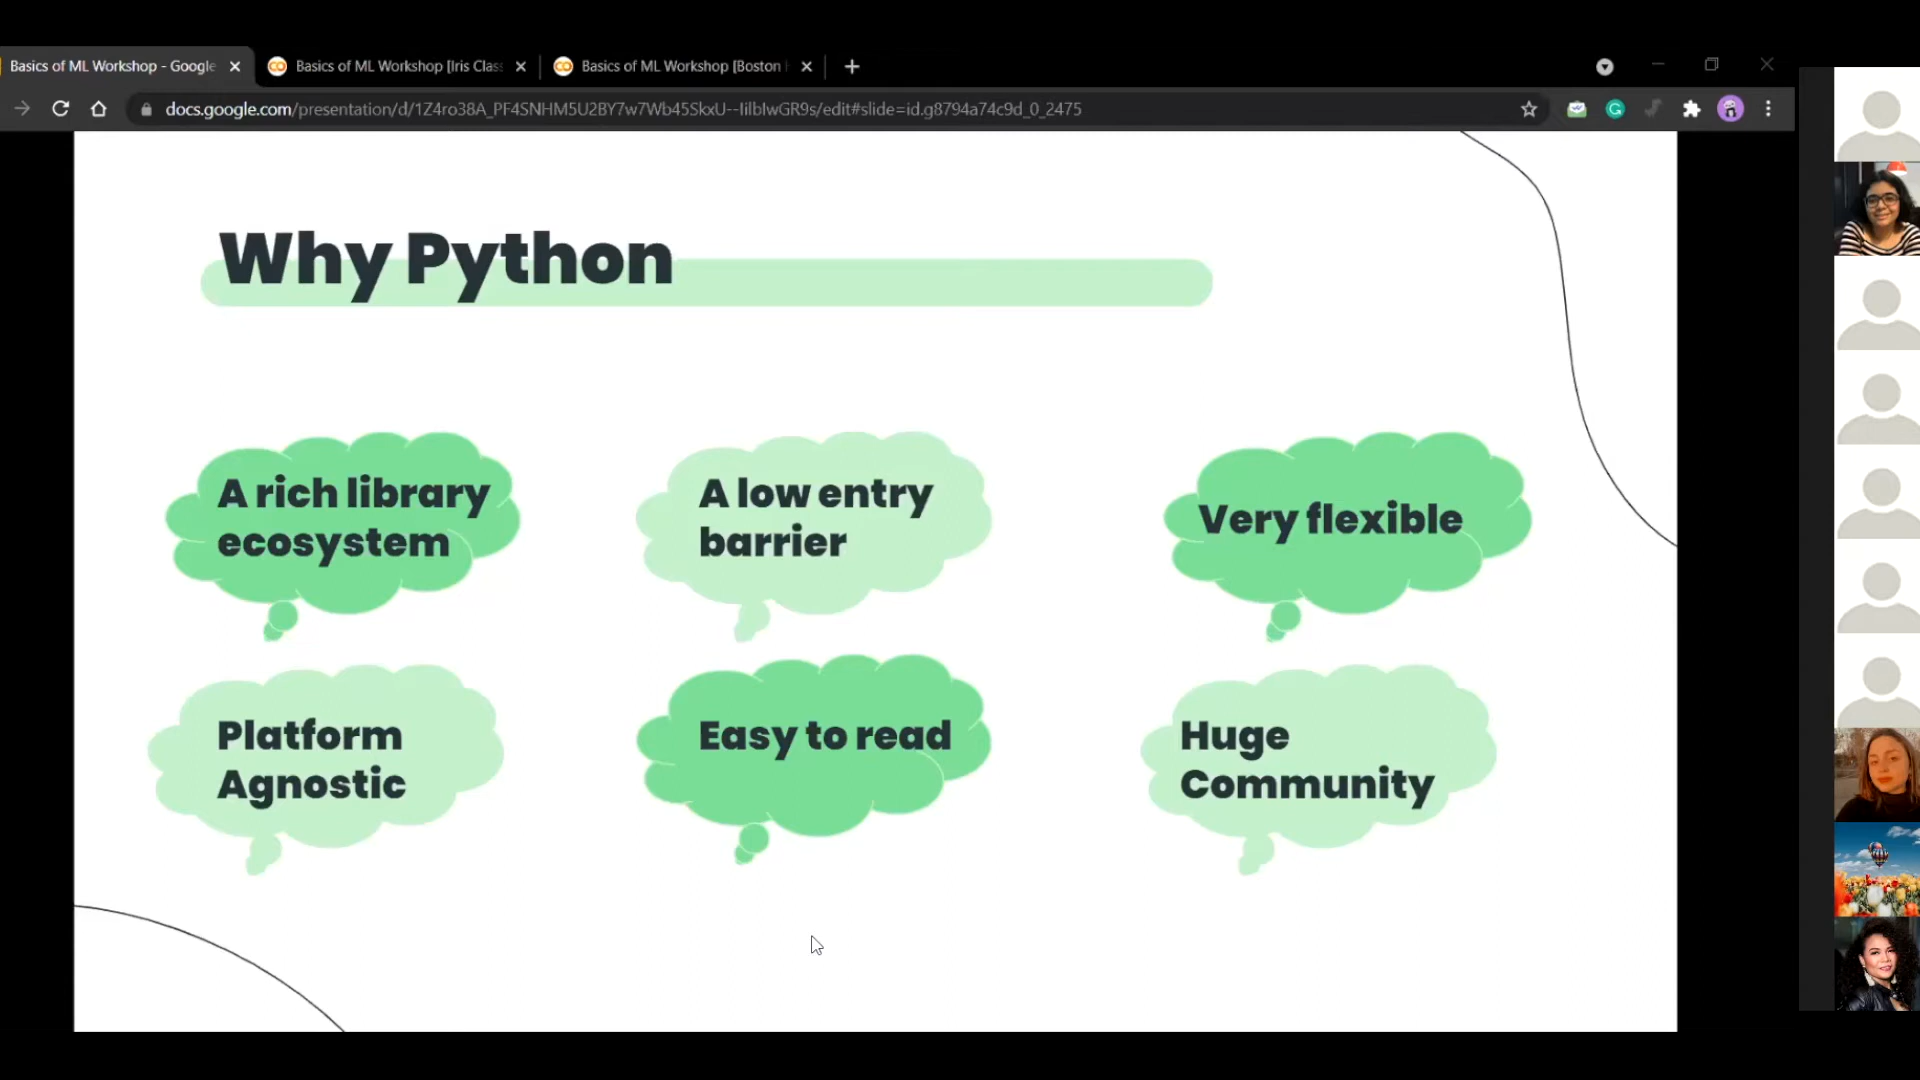 Basics of ML Workshop - Google
Basics of ML Workshop [Iris Clas
Basics of ML Workshop [Boston
docs.google.com/presentation/d/1Z4ro38A_PF4SNHM5U2BY7w7Wb45SkxU--IilbIwGR9s/edit#slide=id.g8794a74c9d_0_2475
Why Python
A rich library
ecosystem
A low entry
barrier
Very flexible
Platform
Agnostic
Easy to read
Huge
Community